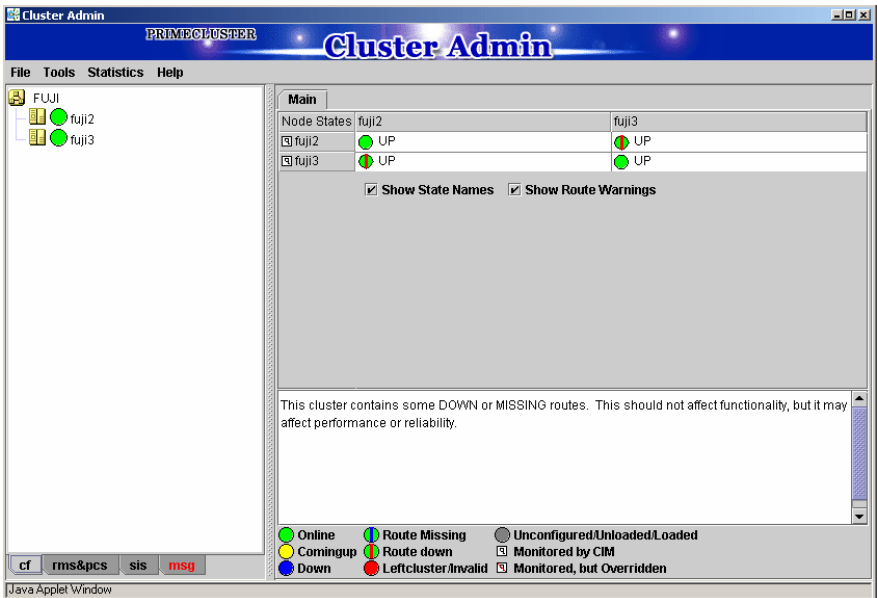 Cluster Admin
PRIMECLUSTER
Cluster Admin
File Tools Statistics Help
FUJI
fuji2
fuji3
Main
Node States fuji2 fuji3
fuji2 UP UP
fuji3 UP UP
Show State Names Show Route Warnings
This cluster contains some DOWN or MISSING routes. This should not affect functionality, but it may
affect performance or reliability.
Online Route Missing Unconfigured/Unloaded/Loaded
Comingup Route down Monitored by CIM
Down Leftcluster/Invalid Monitored, but Overridden
cf rms&pcs sis msg
Java Applet Window